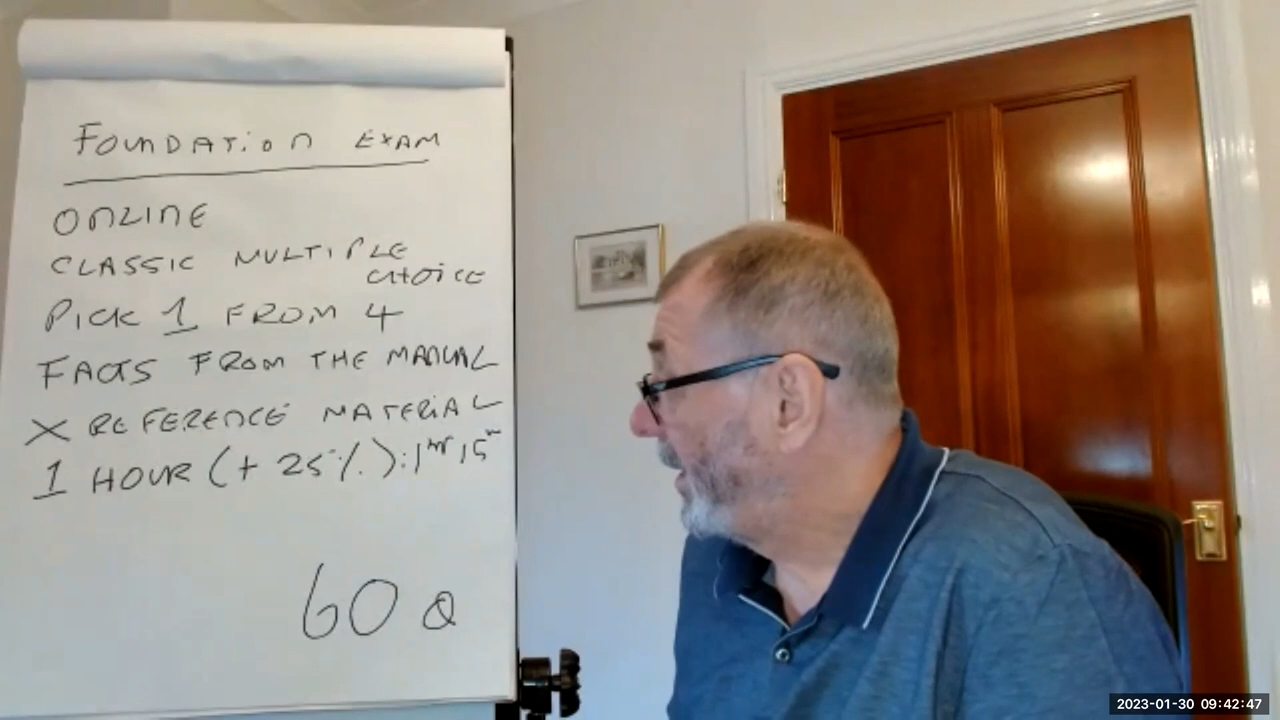 FOUNDATION EXAM
ONLINE
CLASSIC MULTIPLE
CHOICE
PICK 1 FROM 4
FACTS FROM THE MANUAL
X REFERENCE MATERIAL
1 HOUR (+ 25%):1hr 15m
60 Q
2023-01-30 09:42:47